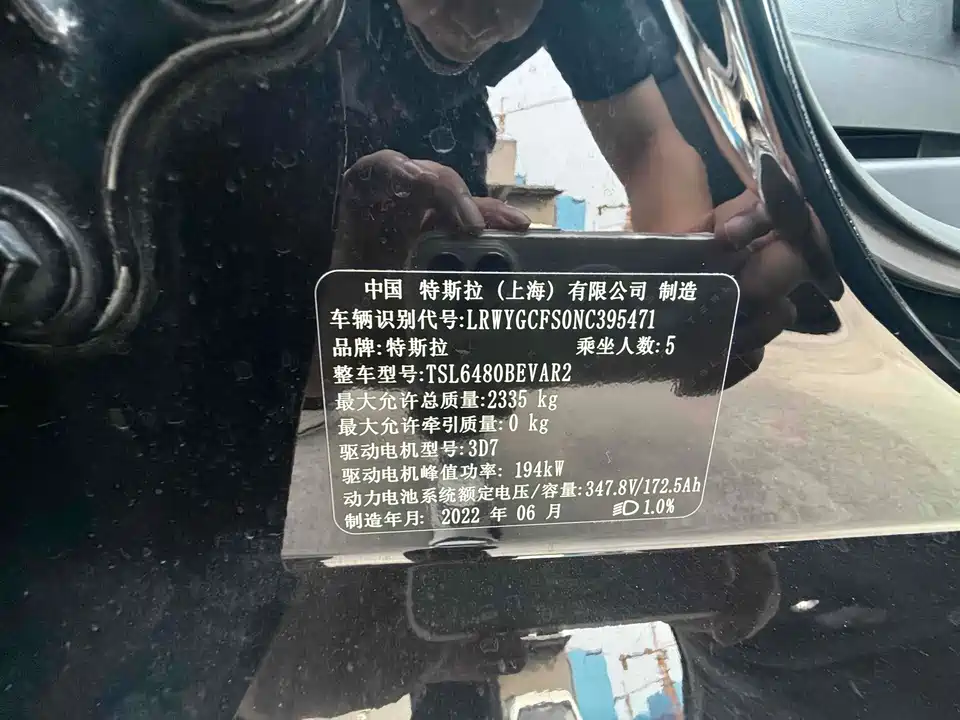 中国 特斯拉 (上海) 有限公司 制造
车辆识别代号:LRWYGCFS0NC395471
品牌:特斯拉 乘坐人数:5
整车型号:TSL6480BEVAR2
最大允许总质量:2335 kg
最大允许牵引质量:0 kg
驱动电机型号:3D7
驱动电机峰值功率: 194kW
动力电池系统额定电压/容量:347.8V/172.5Ah
制造年月: 2022 年 06 月 1.0%